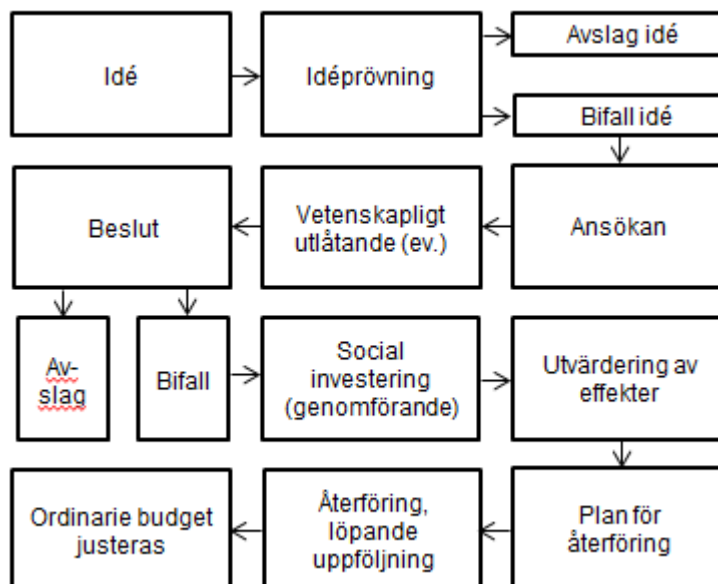 Idé
Idéprövning
Avslag idé
Bifall idé
Ansökan
Vetenskapligt
utlåtande (ev.)
Beslut
Av-
slag
Bifall
Social
investering
(genomförande)
Utvärdering av
effekter
Plan för
återföring
Återföring,
löpande
uppföljning
Ordinarie budget
justeras